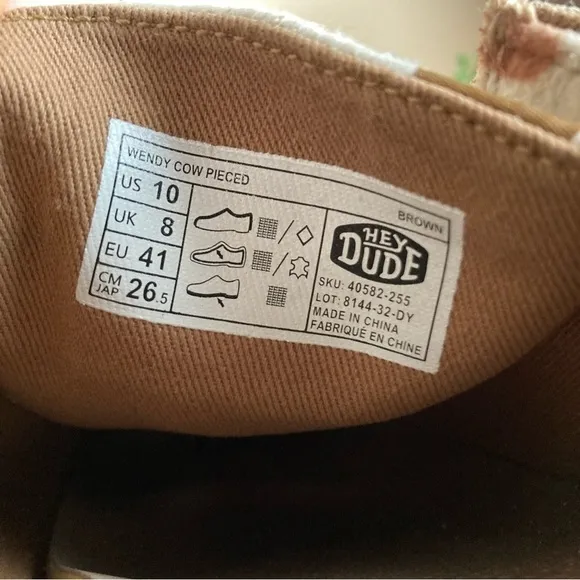 WENDY COW PIECED
BROWN
US 10
UK 8
EU 41
CM JAP 26.5
HEY
DUDE
SKU: 40582-255
LOT: 8144-32-DY
MADE IN CHINA
FABRIQUÉ EN CHINE